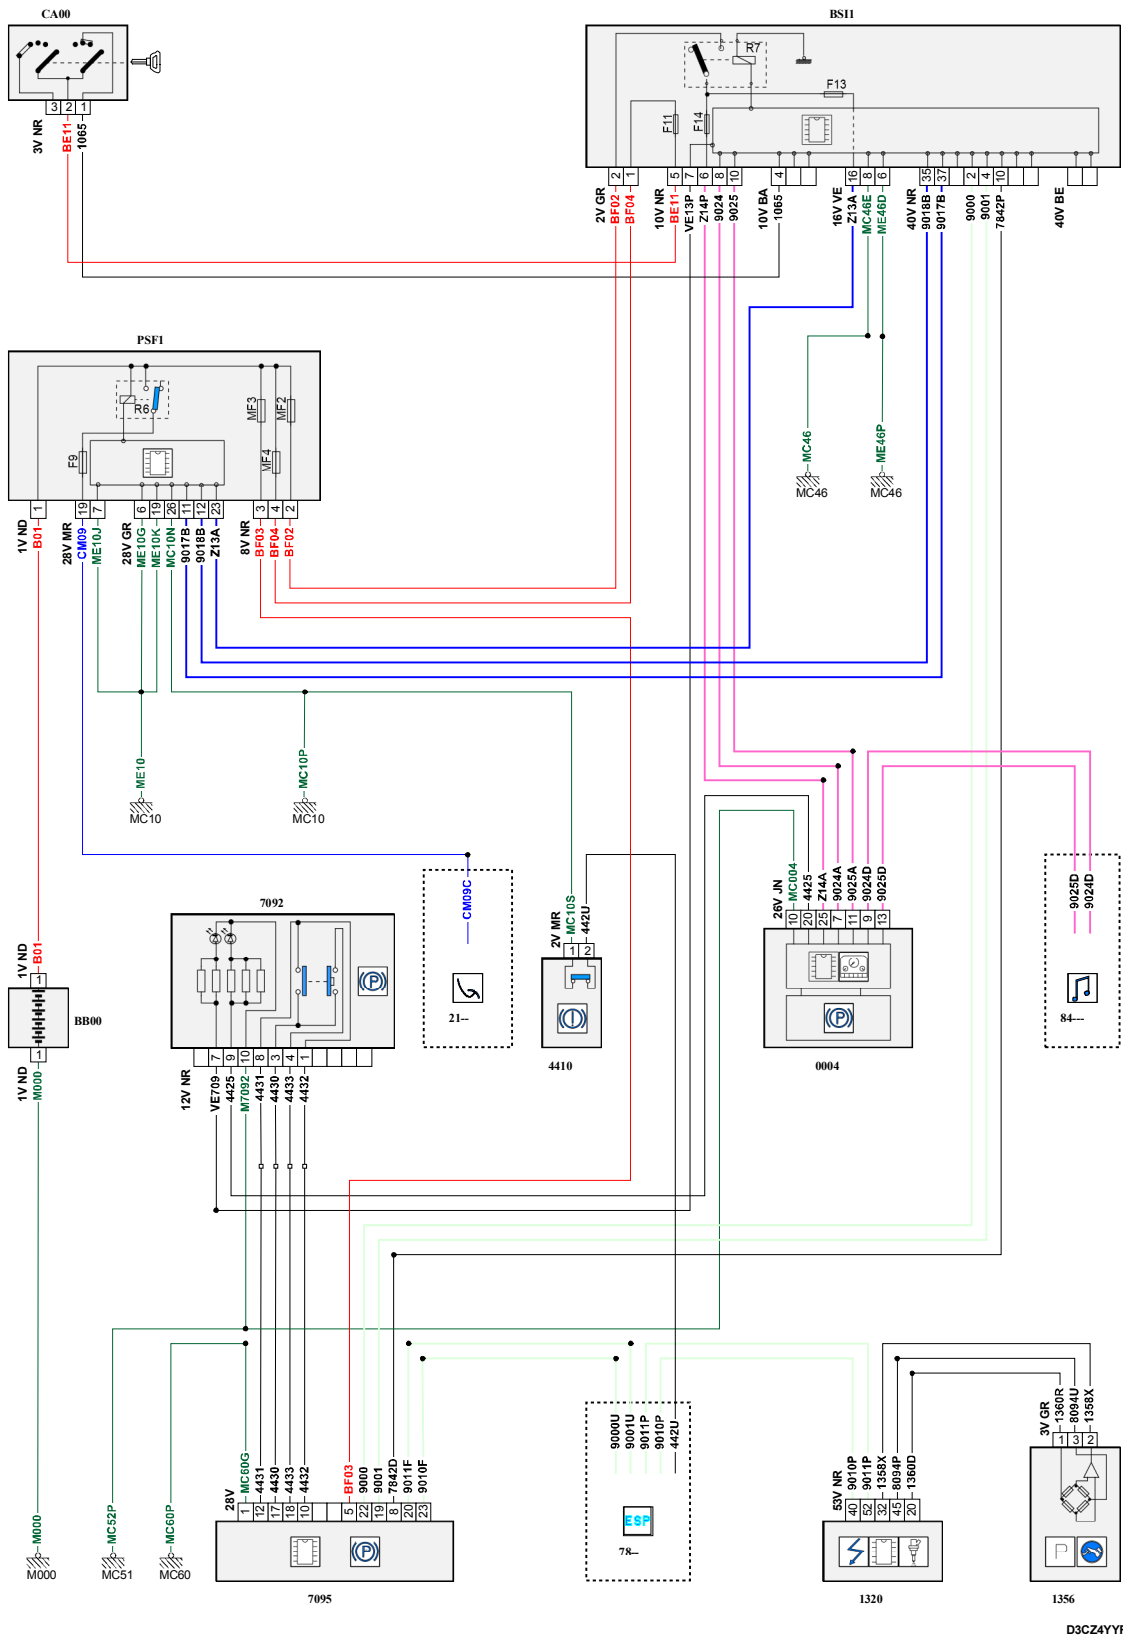 CA00
3 2 1
3V NR
BE11
1065
BSI1
R7
F13
F11
F14
2 1 5 7 6 8 10 4 16 8 6 35 37 2 4 10
2V GR
BF02
BF04
10V NR
BE11
VE13P
Z14P
9024
9025
10V BA
1065
16V VE
Z13A
MC46E
ME46D
40V NR
9018B
9017B
9000
9001
7842P
40V BE
MC46
ME46P
MC46
MC46
PSF1
R6
F9
MF3
MF4
MF2
1 19 7 6 19 26 11 12 23 3 4 2
1V ND
B01
28V MR
CM09
ME10J
28V GR
ME10G
ME10K
MC10N
9017B
9018B
Z13A
8V NR
BF03
BF04
BF02
ME10
MC10P
MC10
MC10
1V ND
B01
1
BB00
1
1V ND
M000
7092
P
7 9 10 8 3 4 1
12V NR
VE709
4425
M7092
4431
4430
4433
4432
CM09C
21--
2V MR
MC10S
442U
1 2
4410
26V JN
MC004
4425
Z14A
9024A
9025A
9024D
9025D
10 20 25 7 11 9 13
P
0004
9025D
9024D
84---
M000
M000
MC52P
MC51
MC60P
MC60
28V
MC60G
4431
4430
4433
4432
BF03
9000
9001
7842D
9011F
9010F
1 12 17 18 10 5 22 19 8 20 23
P
7095
9000U
9001U
9011P
9010P
442U
ESP
78--
53V NR
9010P
9011P
1358X
8094P
1360D
40 52 32 45 20
1320
3V GR
1360R
8094U
1358X
1 3 2
P
1356
D3CZ4YYF